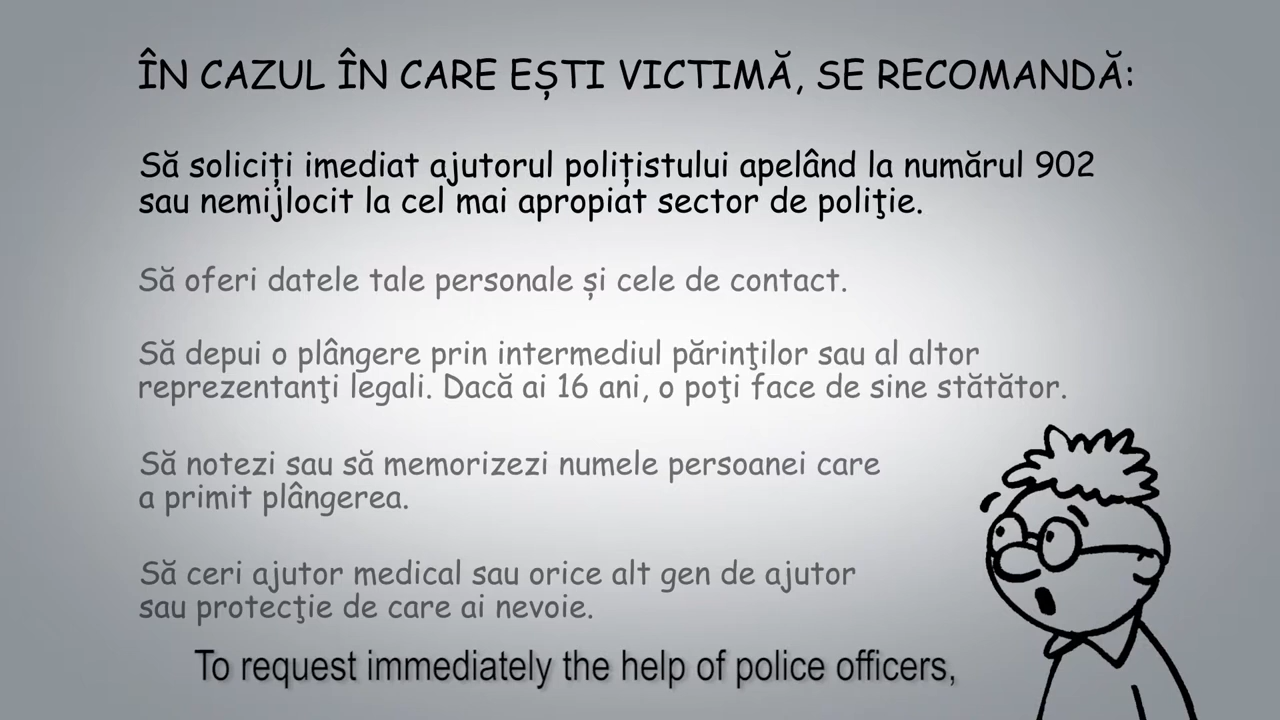 ÎN CAZUL ÎN CARE EȘTI VICTIMĂ, SE RECOMANDĂ:
Să soliciți imediat ajutorul polițistului apelând la numărul 902
sau nemijlocit la cel mai apropiat sector de poliţie.
Să oferi datele tale personale și cele de contact.
Să depui o plângere prin intermediul părinţilor sau al altor
reprezentanţi legali. Dacă ai 16 ani, o poţi face de sine stătător.
Să notezi sau să memorizezi numele persoanei care
a primit plângerea.
Să ceri ajutor medical sau orice alt gen de ajutor
sau protecţie de care ai nevoie.
To request immediately the help of police officers,